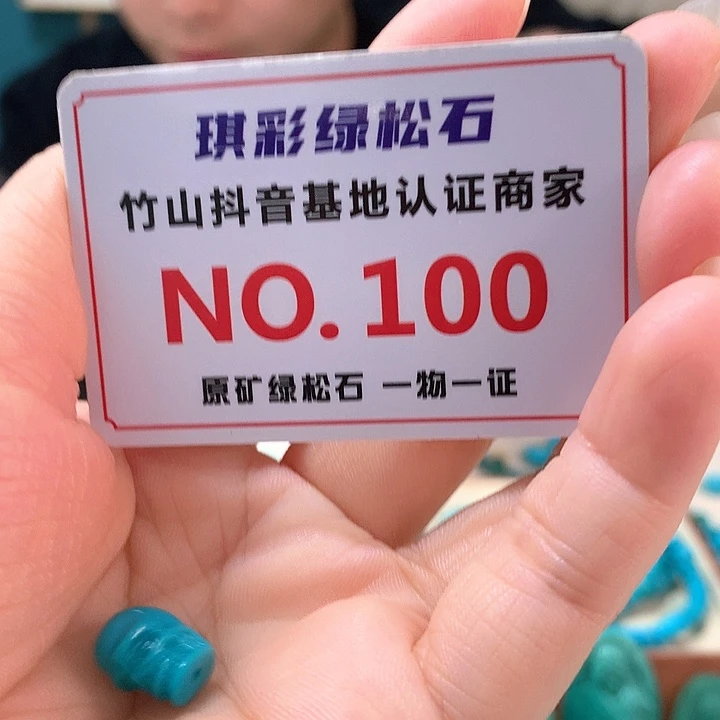 琪彩绿松石
竹山抖音基地认证商家
NO.100
原矿绿松石 一物一证